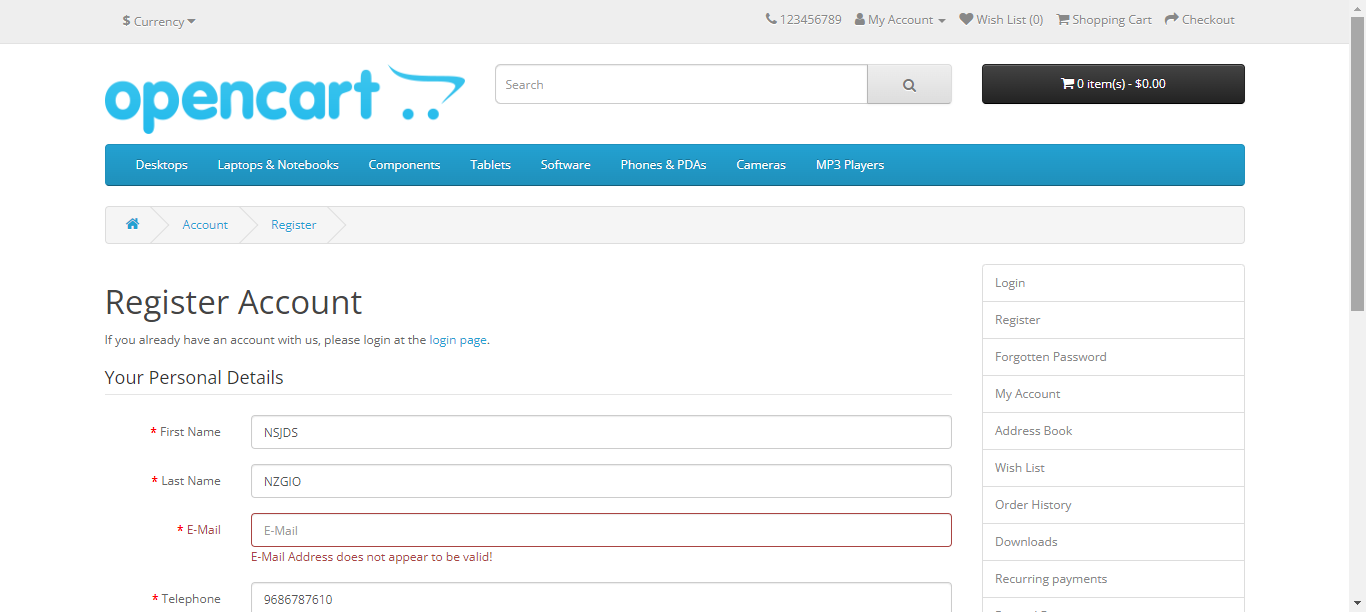 $ Currency
123456789 My Account Wish List (0) Shopping Cart Checkout
opencart
Search
0 item(s) - $0.00
Desktops Laptops & Notebooks Components Tablets Software Phones & PDAs Cameras MP3 Players
Account Register
Register Account
If you already have an account with us, please login at the login page.
Your Personal Details
* First Name NSJDS
* Last Name NZGIO
* E-Mail E-Mail
E-Mail Address does not appear to be valid!
* Telephone 9686787610
Login
Register
Forgotten Password
My Account
Address Book
Wish List
Order History
Downloads
Recurring payments